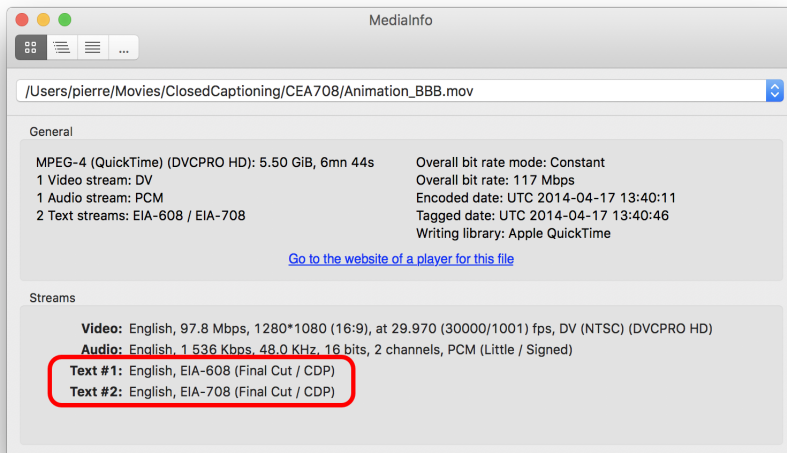 MediaInfo
...
/Users/pierre/Movies/ClosedCaptioning/CEA708/Animation_BBB.mov
General
MPEG-4 (QuickTime) (DVCPRO HD): 5.50 GiB, 6mn 44s
1 Video stream: DV
1 Audio stream: PCM
2 Text streams: EIA-608 / EIA-708
Overall bit rate mode: Constant
Overall bit rate: 117 Mbps
Encoded date: UTC 2014-04-17 13:40:11
Tagged date: UTC 2014-04-17 13:40:46
Writing library: Apple QuickTime
Go to the website of a player for this file
Streams
Video: English, 97.8 Mbps, 1280*1080 (16:9), at 29.970 (30000/1001) fps, DV (NTSC) (DVCPRO HD)
Audio: English, 1 536 Kbps, 48.0 KHz, 16 bits, 2 channels, PCM (Little / Signed)
Text #1: English, EIA-608 (Final Cut / CDP)
Text #2: English, EIA-708 (Final Cut / CDP)